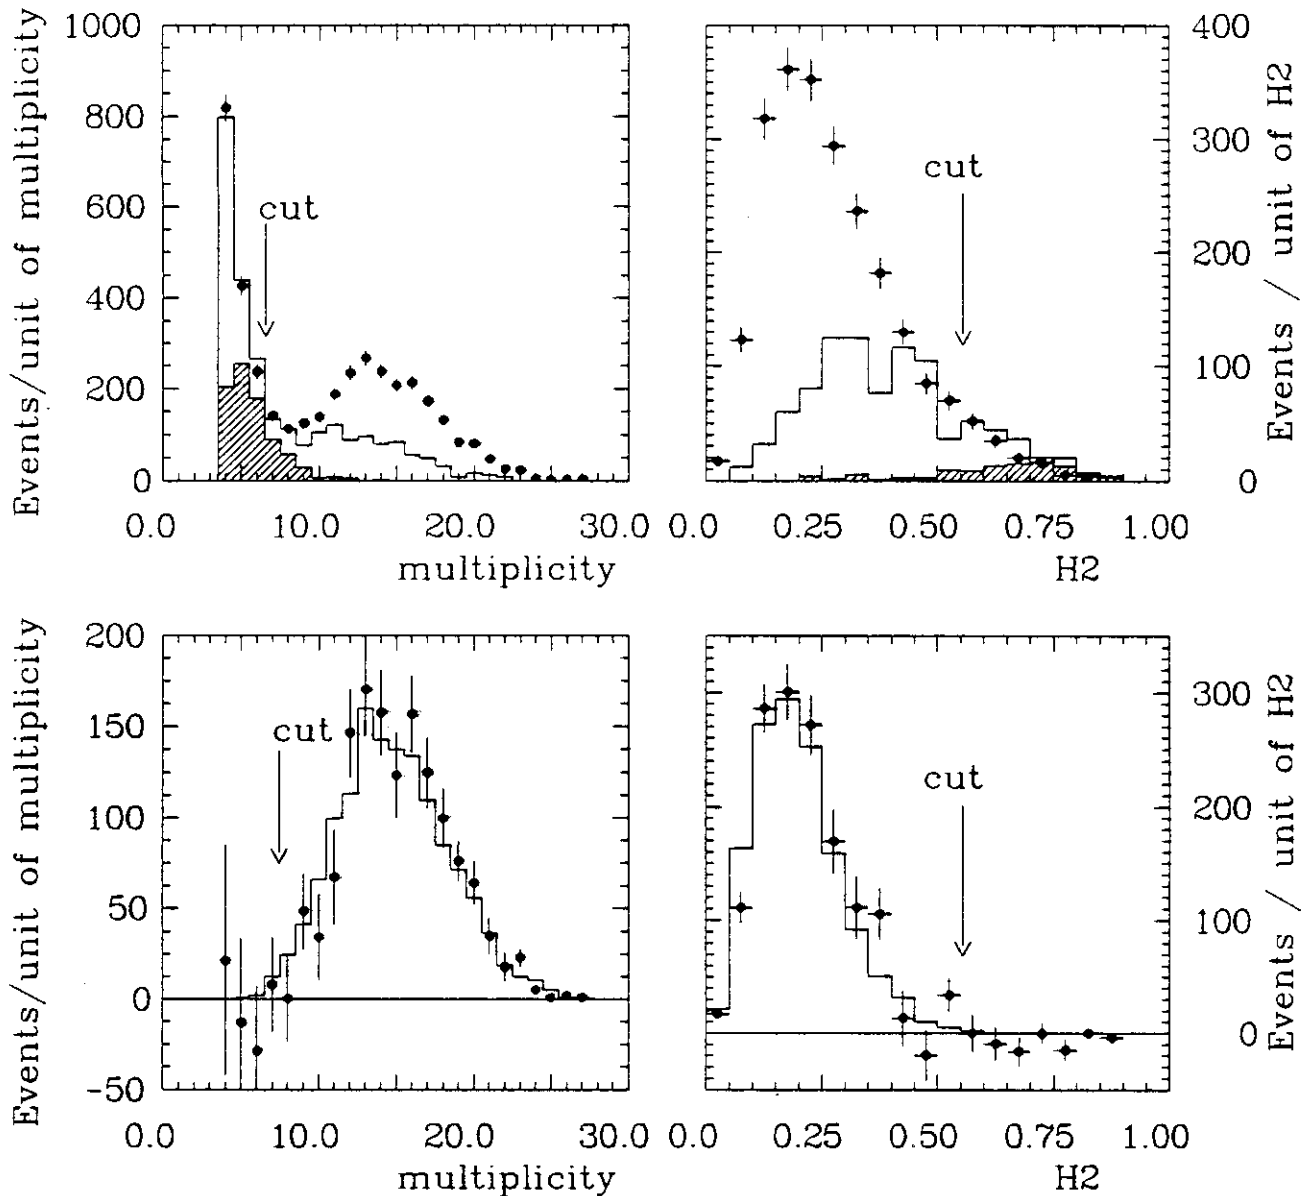 Events/unit of multiplicity
1000
800
600
400
200
0
cut
0.0 10.0 20.0 30.0
multiplicity
400
300
200
100
0
cut
Events / unit of H2
0.0 0.25 0.50 0.75 1.00
H2
Events/unit of multiplicity
200
150
100
50
0
-50
cut
0.0 10.0 20.0 30.0
multiplicity
300
200
100
0
cut
Events / unit of H2
0.0 0.25 0.50 0.75 1.00
H2